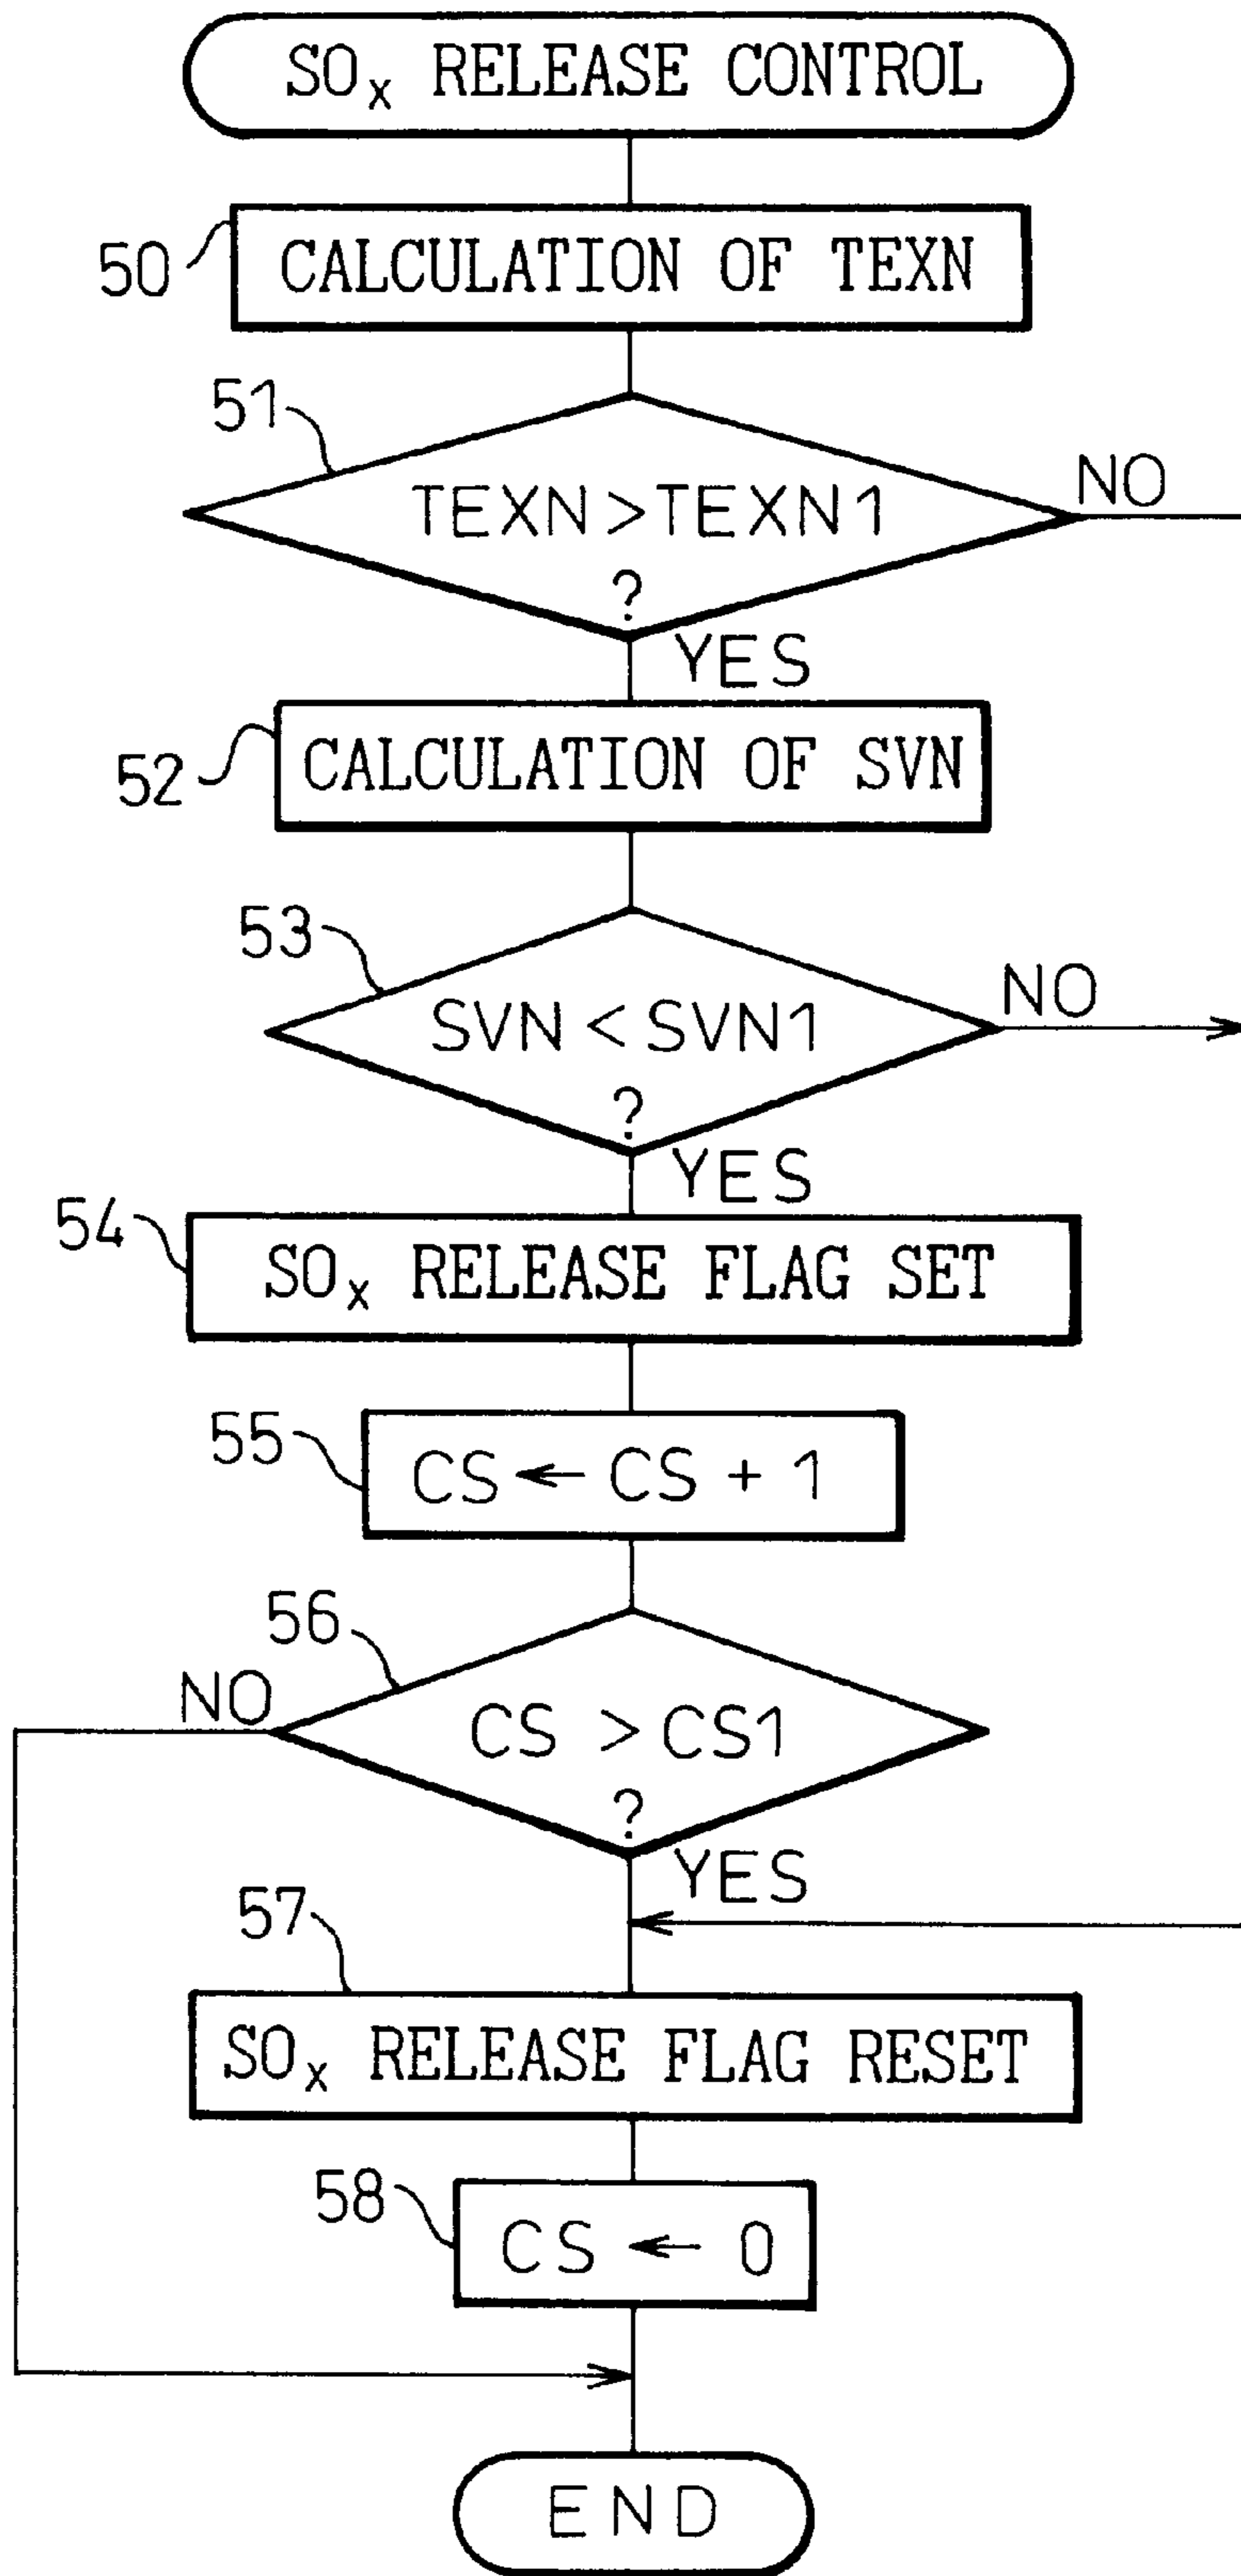 SOx RELEASE CONTROL
50
CALCULATION OF TEXN
51
TEXN>TEXN1
?
NO
YES
52
CALCULATION OF SVN
53
SVN < SVN1
?
NO
YES
54
SOx RELEASE FLAG SET
55
CS ← CS + 1
56
NO
CS > CS1
?
YES
57
SOx RELEASE FLAG RESET
58
CS ← 0
END